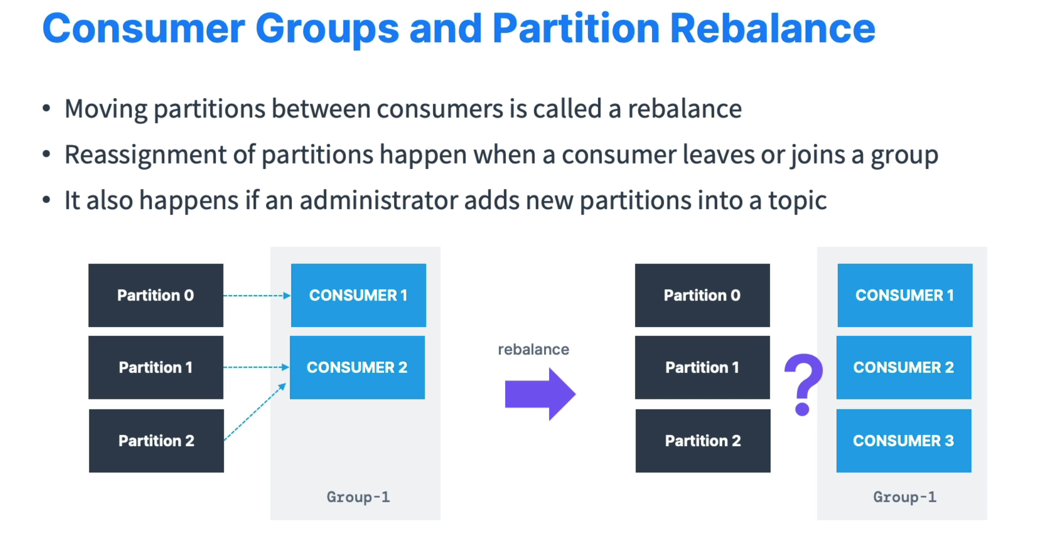 Consumer Groups and Partition Rebalance
• Moving partitions between consumers is called a rebalance
• Reassignment of partitions happen when a consumer leaves or joins a group
• It also happens if an administrator adds new partitions into a topic
Partition 0
CONSUMER 1
Partition 1
CONSUMER 2
Partition 2
Group-1
rebalance
Partition 0
CONSUMER 1
Partition 1
?
CONSUMER 2
Partition 2
CONSUMER 3
Group-1